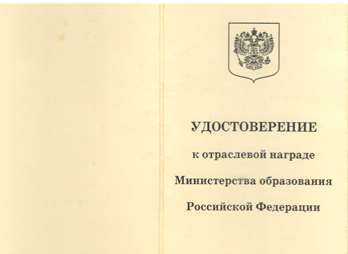 УДОСТОВЕРЕНИЕ
к отраслевой награде
Министерства образования
Российской Федерации